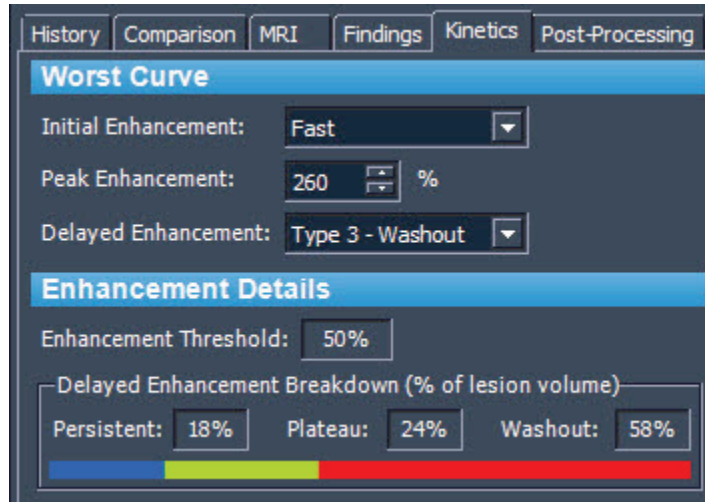 History Comparison MRI Findings Kinetics Post-Processing
Worst Curve
Initial Enhancement: Fast
Peak Enhancement: 260 %
Delayed Enhancement: Type 3 - Washout
Enhancement Details
Enhancement Threshold: 50%
Delayed Enhancement Breakdown (% of lesion volume)
Persistent: 18% Plateau: 24% Washout: 58%